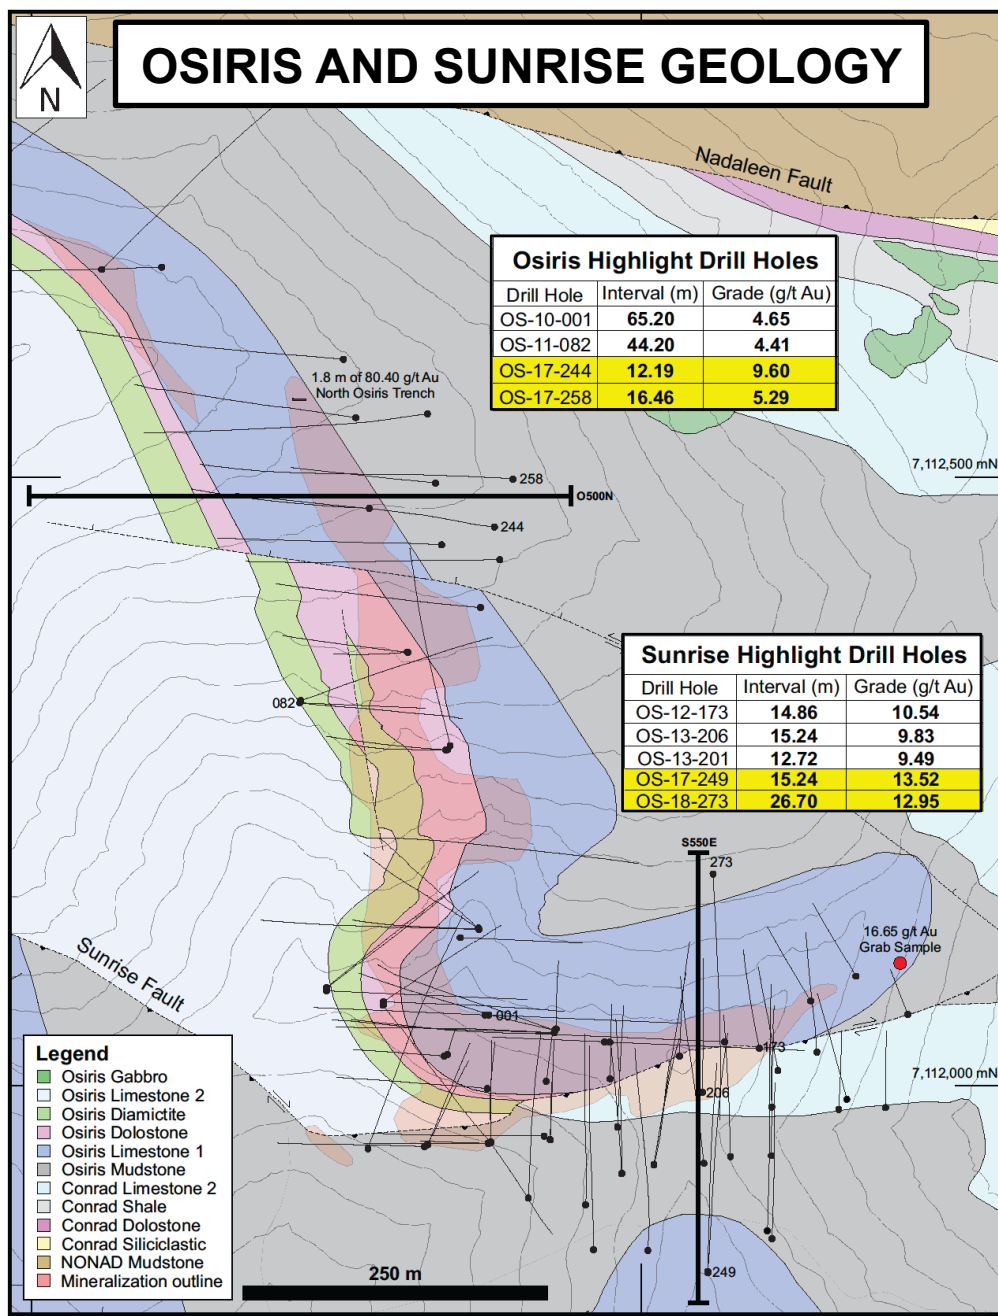 OSIRIS AND SUNRISE GEOLOGY
N
Nadaleen Fault
Osiris Highlight Drill Holes
Drill Hole Interval (m) Grade (g/t Au)
OS-10-001 65.20 4.65
OS-11-082 44.20 4.41
OS-17-244 12.19 9.60
OS-17-258 16.46 5.29
1.8 m of 80.40 g/t Au
North Osiris Trench
7,112,500 mN
258
O500N
244
Sunrise Highlight Drill Holes
Drill Hole Interval (m) Grade (g/t Au)
OS-12-173 14.86 10.54
OS-13-206 15.24 9.83
OS-13-201 12.72 9.49
OS-17-249 15.24 13.52
OS-18-273 26.70 12.95
082
S550E
273
16.65 g/t Au
Grab Sample
Sunrise Fault
001
173
7,112,000 mN
206
Legend
Osiris Gabbro
Osiris Limestone 2
Osiris Diamictite
Osiris Dolostone
Osiris Limestone 1
Osiris Mudstone
Conrad Limestone 2
Conrad Shale
Conrad Dolostone
Conrad Siliciclastic
NONAD Mudstone
Mineralization outline
250 m
249